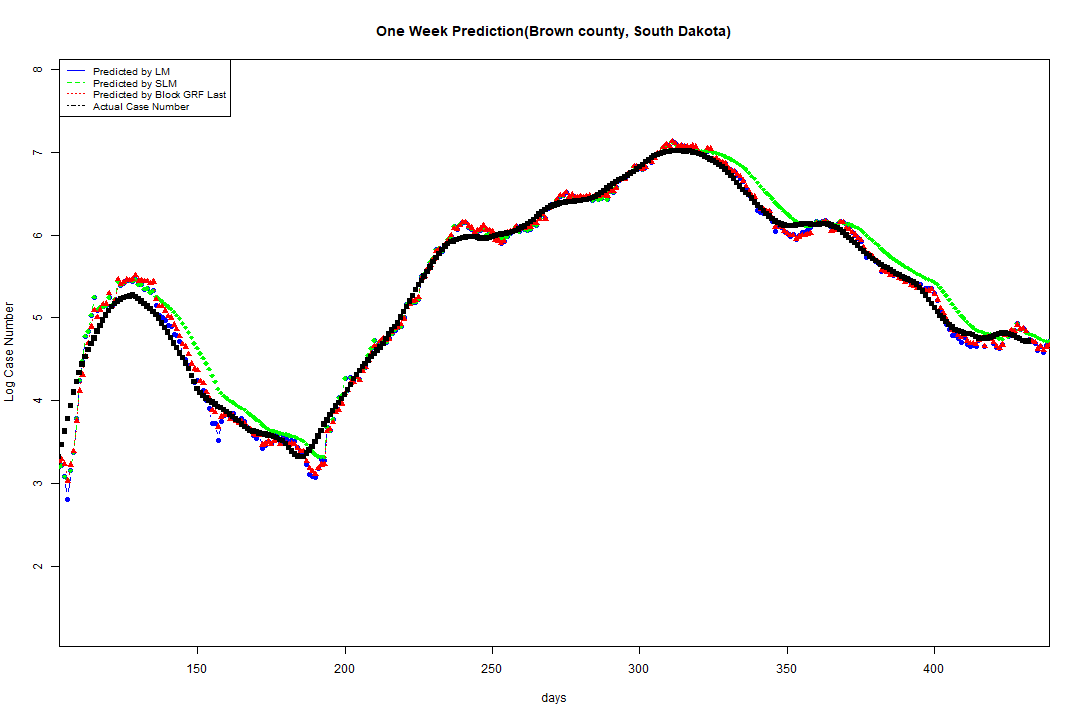 One Week Prediction(Brown county, South Dakota)
Predicted by LM
Predicted by SLM
Predicted by Block GRF Last
Actual Case Number
8
7
6
5
4
3
2
Log Case Number
150 200 250 300 350 400
days